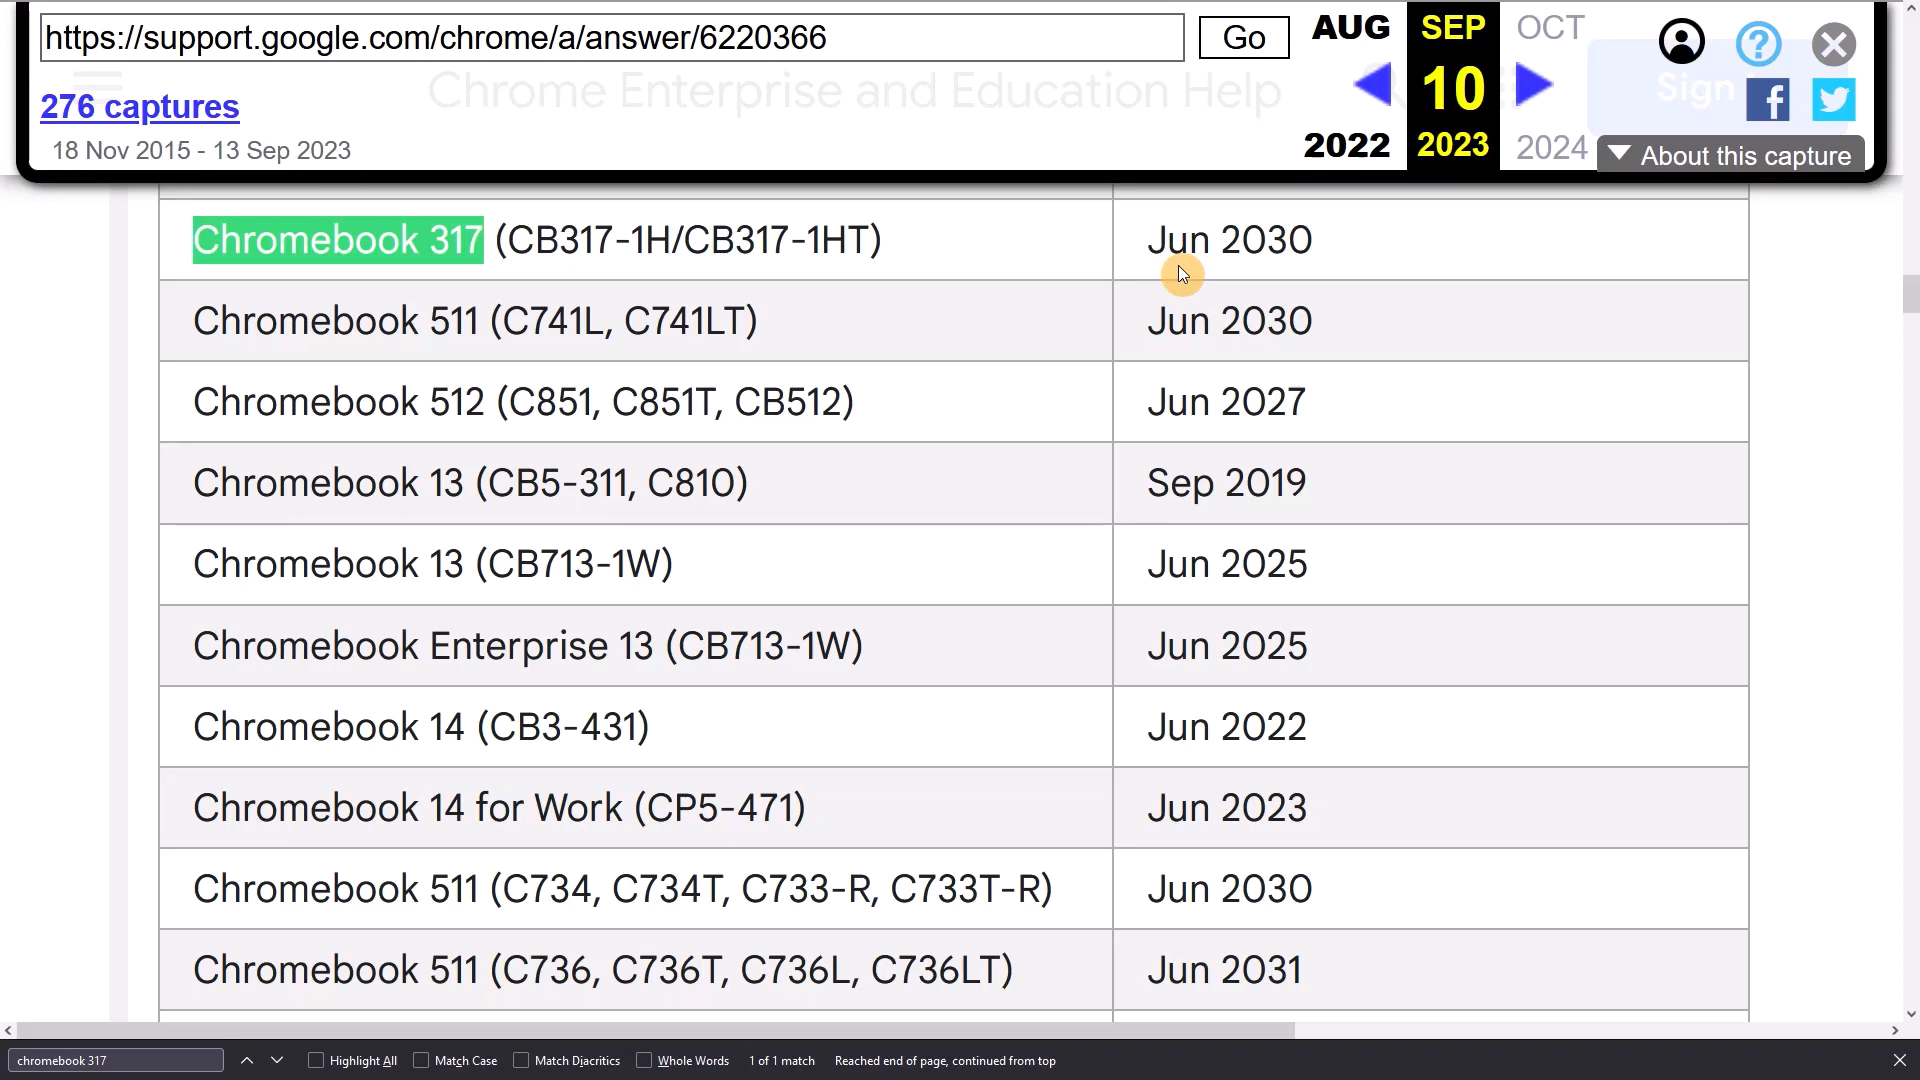 https://support.google.com/chrome/a/answer/6220366
Go
AUG
SEP
OCT
Chrome Enterprise and Education Help
Sign
276 captures
10
18 Nov 2015 - 13 Sep 2023
2022
2023
2024
About this capture
Chromebook 317 (CB317-1H/CB317-1HT)
Jun 2030
Chromebook 511 (C741L, C741LT)
Jun 2030
Chromebook 512 (C851, C851T, CB512)
Jun 2027
Chromebook 13 (CB5-311, C810)
Sep 2019
Chromebook 13 (CB713-1W)
Jun 2025
Chromebook Enterprise 13 (CB713-1W)
Jun 2025
Chromebook 14 (CB3-431)
Jun 2022
Chromebook 14 for Work (CP5-471)
Jun 2023
Chromebook 511 (C734, C734T, C733-R, C733T-R)
Jun 2030
Chromebook 511 (C736, C736T, C736L, C736LT)
Jun 2031
chromebook 317
Highlight All
Match Case
Match Diacritics
Whole Words
1 of 1 match
Reached end of page, continued from top